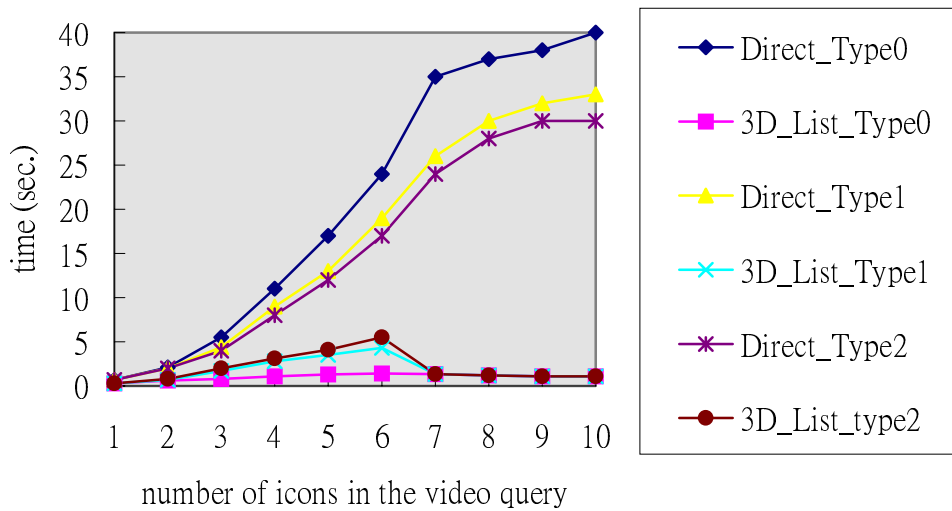 40
35
30
25
20
15
10
5
0
time (sec.)
1 2 3 4 5 6 7 8 9 10
number of icons in the video query
Direct_Type0
3D_List_Type0
Direct_Type1
3D_List_Type1
Direct_Type2
3D_List_type2